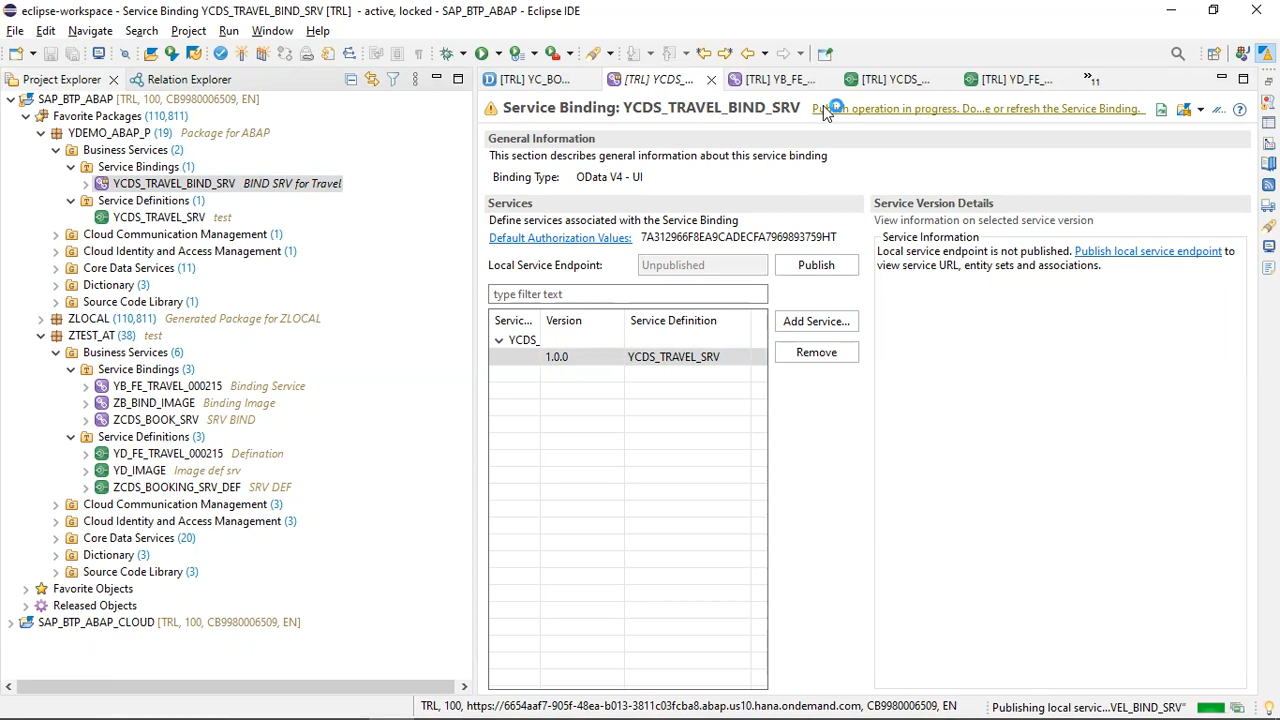 eclipse-workspace - Service Binding YCDS_TRAVEL_BIND_SRV [TRL] - active, locked - SAP_BTP_ABAP - Eclipse IDE
File Edit Navigate Search Project Run Window Help
Project Explorer Relation Explorer
[TRL] YC_BO... [TRL] YCDS_... [TRL] YB_FE_... [TRL] YCDS_... [TRL] YD_FE_... »11
SAP_BTP_ABAP [TRL, 100, CB9980006509, EN]
Favorite Packages (110,811)
YDEMO_ABAP_P (19) Package for ABAP
Business Services (2)
Service Bindings (1)
YCDS_TRAVEL_BIND_SRV BIND SRV for Travel
Service Definitions (1)
YCDS_TRAVEL_SRV test
Cloud Communication Management (1)
Cloud Identity and Access Management (1)
Core Data Services (11)
Dictionary (3)
Source Code Library (1)
ZLOCAL (110,811) Generated Package for ZLOCAL
ZTEST_AT (38) test
Business Services (6)
Service Bindings (3)
YB_FE_TRAVEL_000215 Binding Service
ZB_BIND_IMAGE Binding Image
ZCDS_BOOK_SRV SRV BIND
Service Definitions (3)
YD_FE_TRAVEL_000215 Defination
YD_IMAGE Image def srv
ZCDS_BOOKING_SRV_DEF SRV DEF
Cloud Communication Management (3)
Cloud Identity and Access Management (3)
Core Data Services (20)
Dictionary (3)
Source Code Library (3)
Favorite Objects
Released Objects
SAP_BTP_ABAP_CLOUD [TRL, 100, CB9980006509, EN]
Service Binding: YCDS_TRAVEL_BIND_SRV
operation in progress. Do...e or refresh the Service Binding.
General Information
This section describes general information about this service binding
Binding Type: OData V4 - UI
Services
Define services associated with the Service Binding
Default Authorization Values: 7A312966F8EA9CADECFA7969893759HT
Local Service Endpoint: Unpublished Publish
type filter text
Servic... Version Service Definition
YCDS_
1.0.0 YCDS_TRAVEL_SRV
Add Service...
Remove
Service Version Details
View information on selected service version
Service Information
Local service endpoint is not published. Publish local service endpoint to
view service URL, entity sets and associations.
TRL, 100, https://6654aaf7-905f-48ea-b013-3811c03fcba8.abap.us10.hana.ondemand.com, CB9980006509, EN
Publishing local servic...VEL_BIND_SRV"